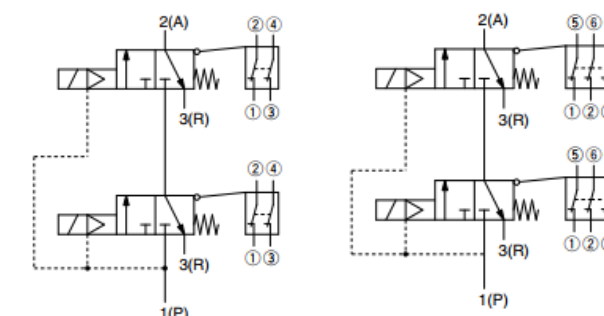 2(A) ② ④ 2(A) ⑤ ⑥
3(R) ① ③ 3(R) ① ②
② ④ ⑤ ⑥
3(R) ① ③ 3(R) ① ②
1(P) 1(P)